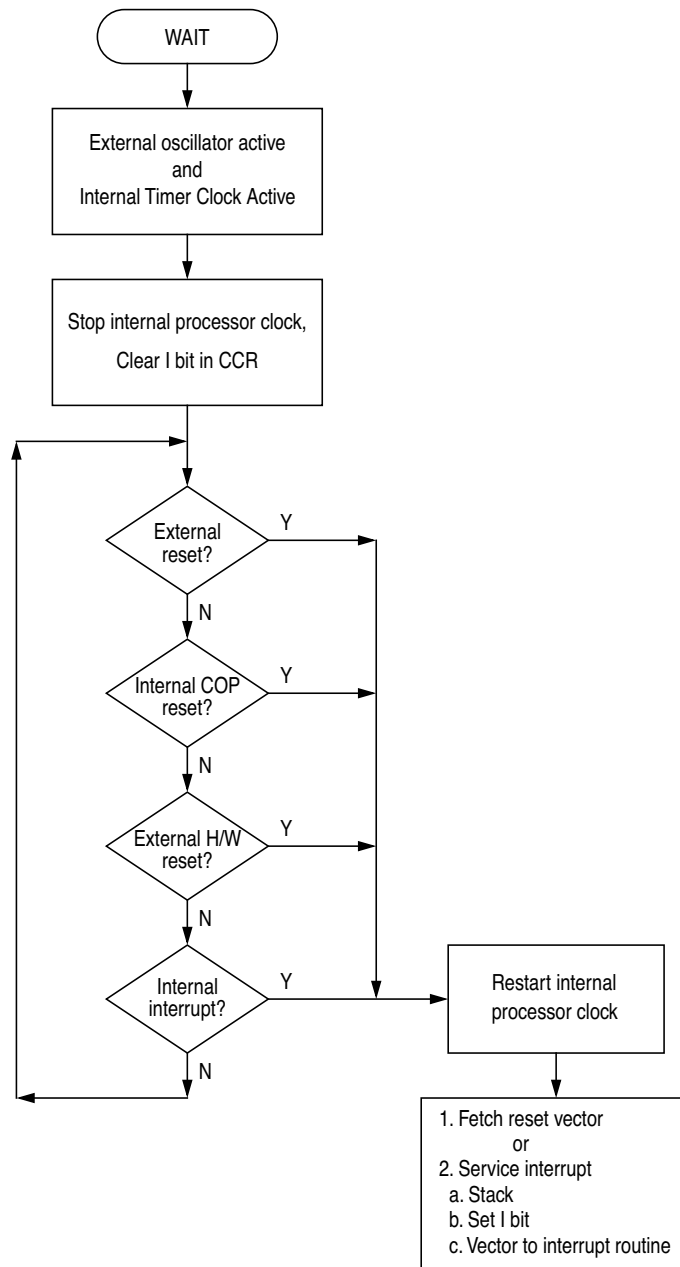 WAIT
External oscillator active
and
Internal Timer Clock Active
Stop internal processor clock,
Clear I bit in CCR
External
reset?
Y
N
Internal COP
reset?
Y
N
External H/W
reset?
Y
N
Internal
interrupt?
Y
N
Restart internal
processor clock
1. Fetch reset vector
or
2. Service interrupt
a. Stack
b. Set I bit
c. Vector to interrupt routine